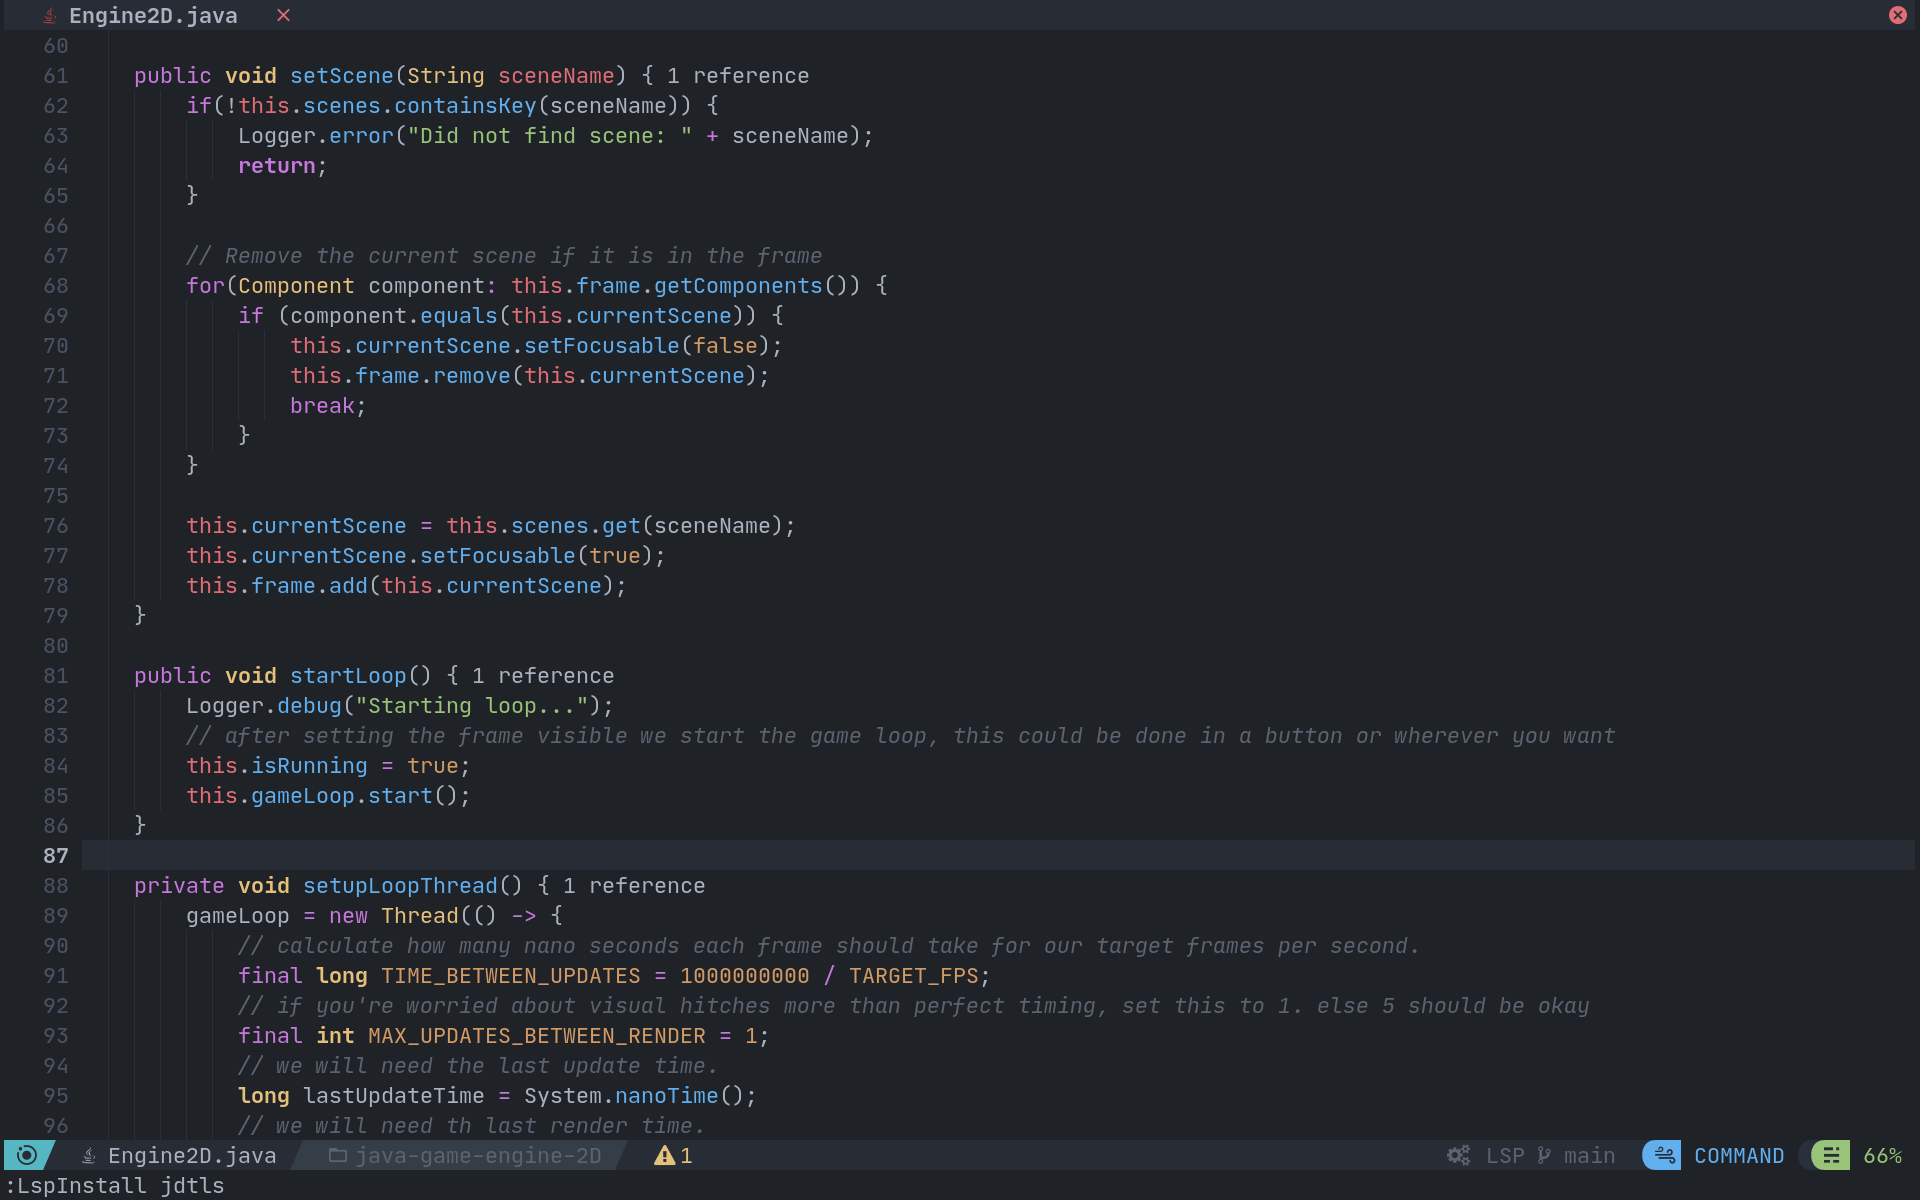 Engine2D.java
60
61 public void setScene(String sceneName) { 1 reference
62 if(!this.scenes.containsKey(sceneName)) {
63 Logger.error("Did not find scene: " + sceneName);
64 return;
65 }
66
67 // Remove the current scene if it is in the frame
68 for(Component component: this.frame.getComponents()) {
69 if (component.equals(this.currentScene)) {
70 this.currentScene.setFocusable(false);
71 this.frame.remove(this.currentScene);
72 break;
73 }
74 }
75
76 this.currentScene = this.scenes.get(sceneName);
77 this.currentScene.setFocusable(true);
78 this.frame.add(this.currentScene);
79 }
80
81 public void startLoop() { 1 reference
82 Logger.debug("Starting loop...");
83 // after setting the frame visible we start the game loop, this could be done in a button or wherever you want
84 this.isRunning = true;
85 this.gameLoop.start();
86 }
87
88 private void setupLoopThread() { 1 reference
89 gameLoop = new Thread(() -> {
90 // calculate how many nano seconds each frame should take for our target frames per second.
91 final long TIME_BETWEEN_UPDATES = 1000000000 / TARGET_FPS;
92 // if you're worried about visual hitches more than perfect timing, set this to 1. else 5 should be okay
93 final int MAX_UPDATES_BETWEEN_RENDER = 1;
94 // we will need the last update time.
95 long lastUpdateTime = System.nanoTime();
96 // we will need th last render time.
Engine2D.java java-game-engine-2D 1 LSP main COMMAND 66%
:LspInstall jdtls